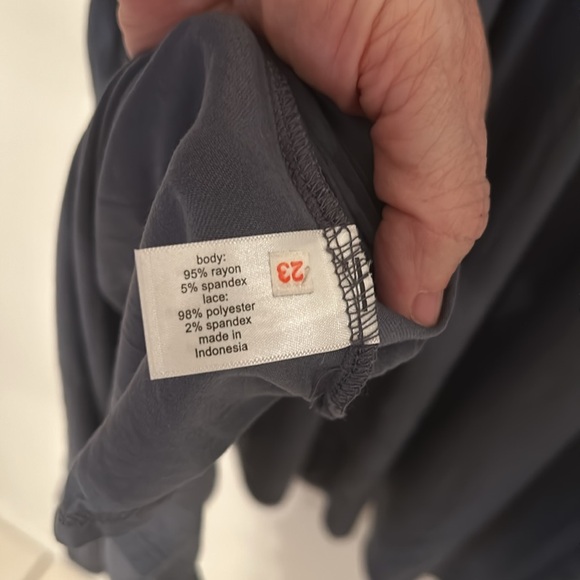 body:
95% rayon
5% spandex
lace:
98% polyester
2% spandex
made in
Indonesia
23